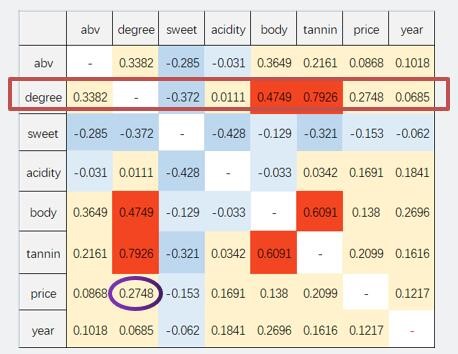 abv degree sweet acidity body tannin price year
abv - 0.3382 -0.285 -0.031 0.3649 0.2161 0.0868 0.1018
degree 0.3382 - -0.372 0.0111 0.4749 0.7926 0.2748 0.0685
sweet -0.285 -0.372 - -0.428 -0.129 -0.321 -0.153 -0.062
acidity -0.031 0.0111 -0.428 - -0.033 0.0342 0.1691 0.1841
body 0.3649 0.4749 -0.129 -0.033 - 0.6091 0.138 0.2696
tannin 0.2161 0.7926 -0.321 0.0342 0.6091 - 0.2099 0.1616
price 0.0868 0.2748 -0.153 0.1691 0.138 0.2099 - 0.1217
year 0.1018 0.0685 -0.062 0.1841 0.2696 0.1616 0.1217 -